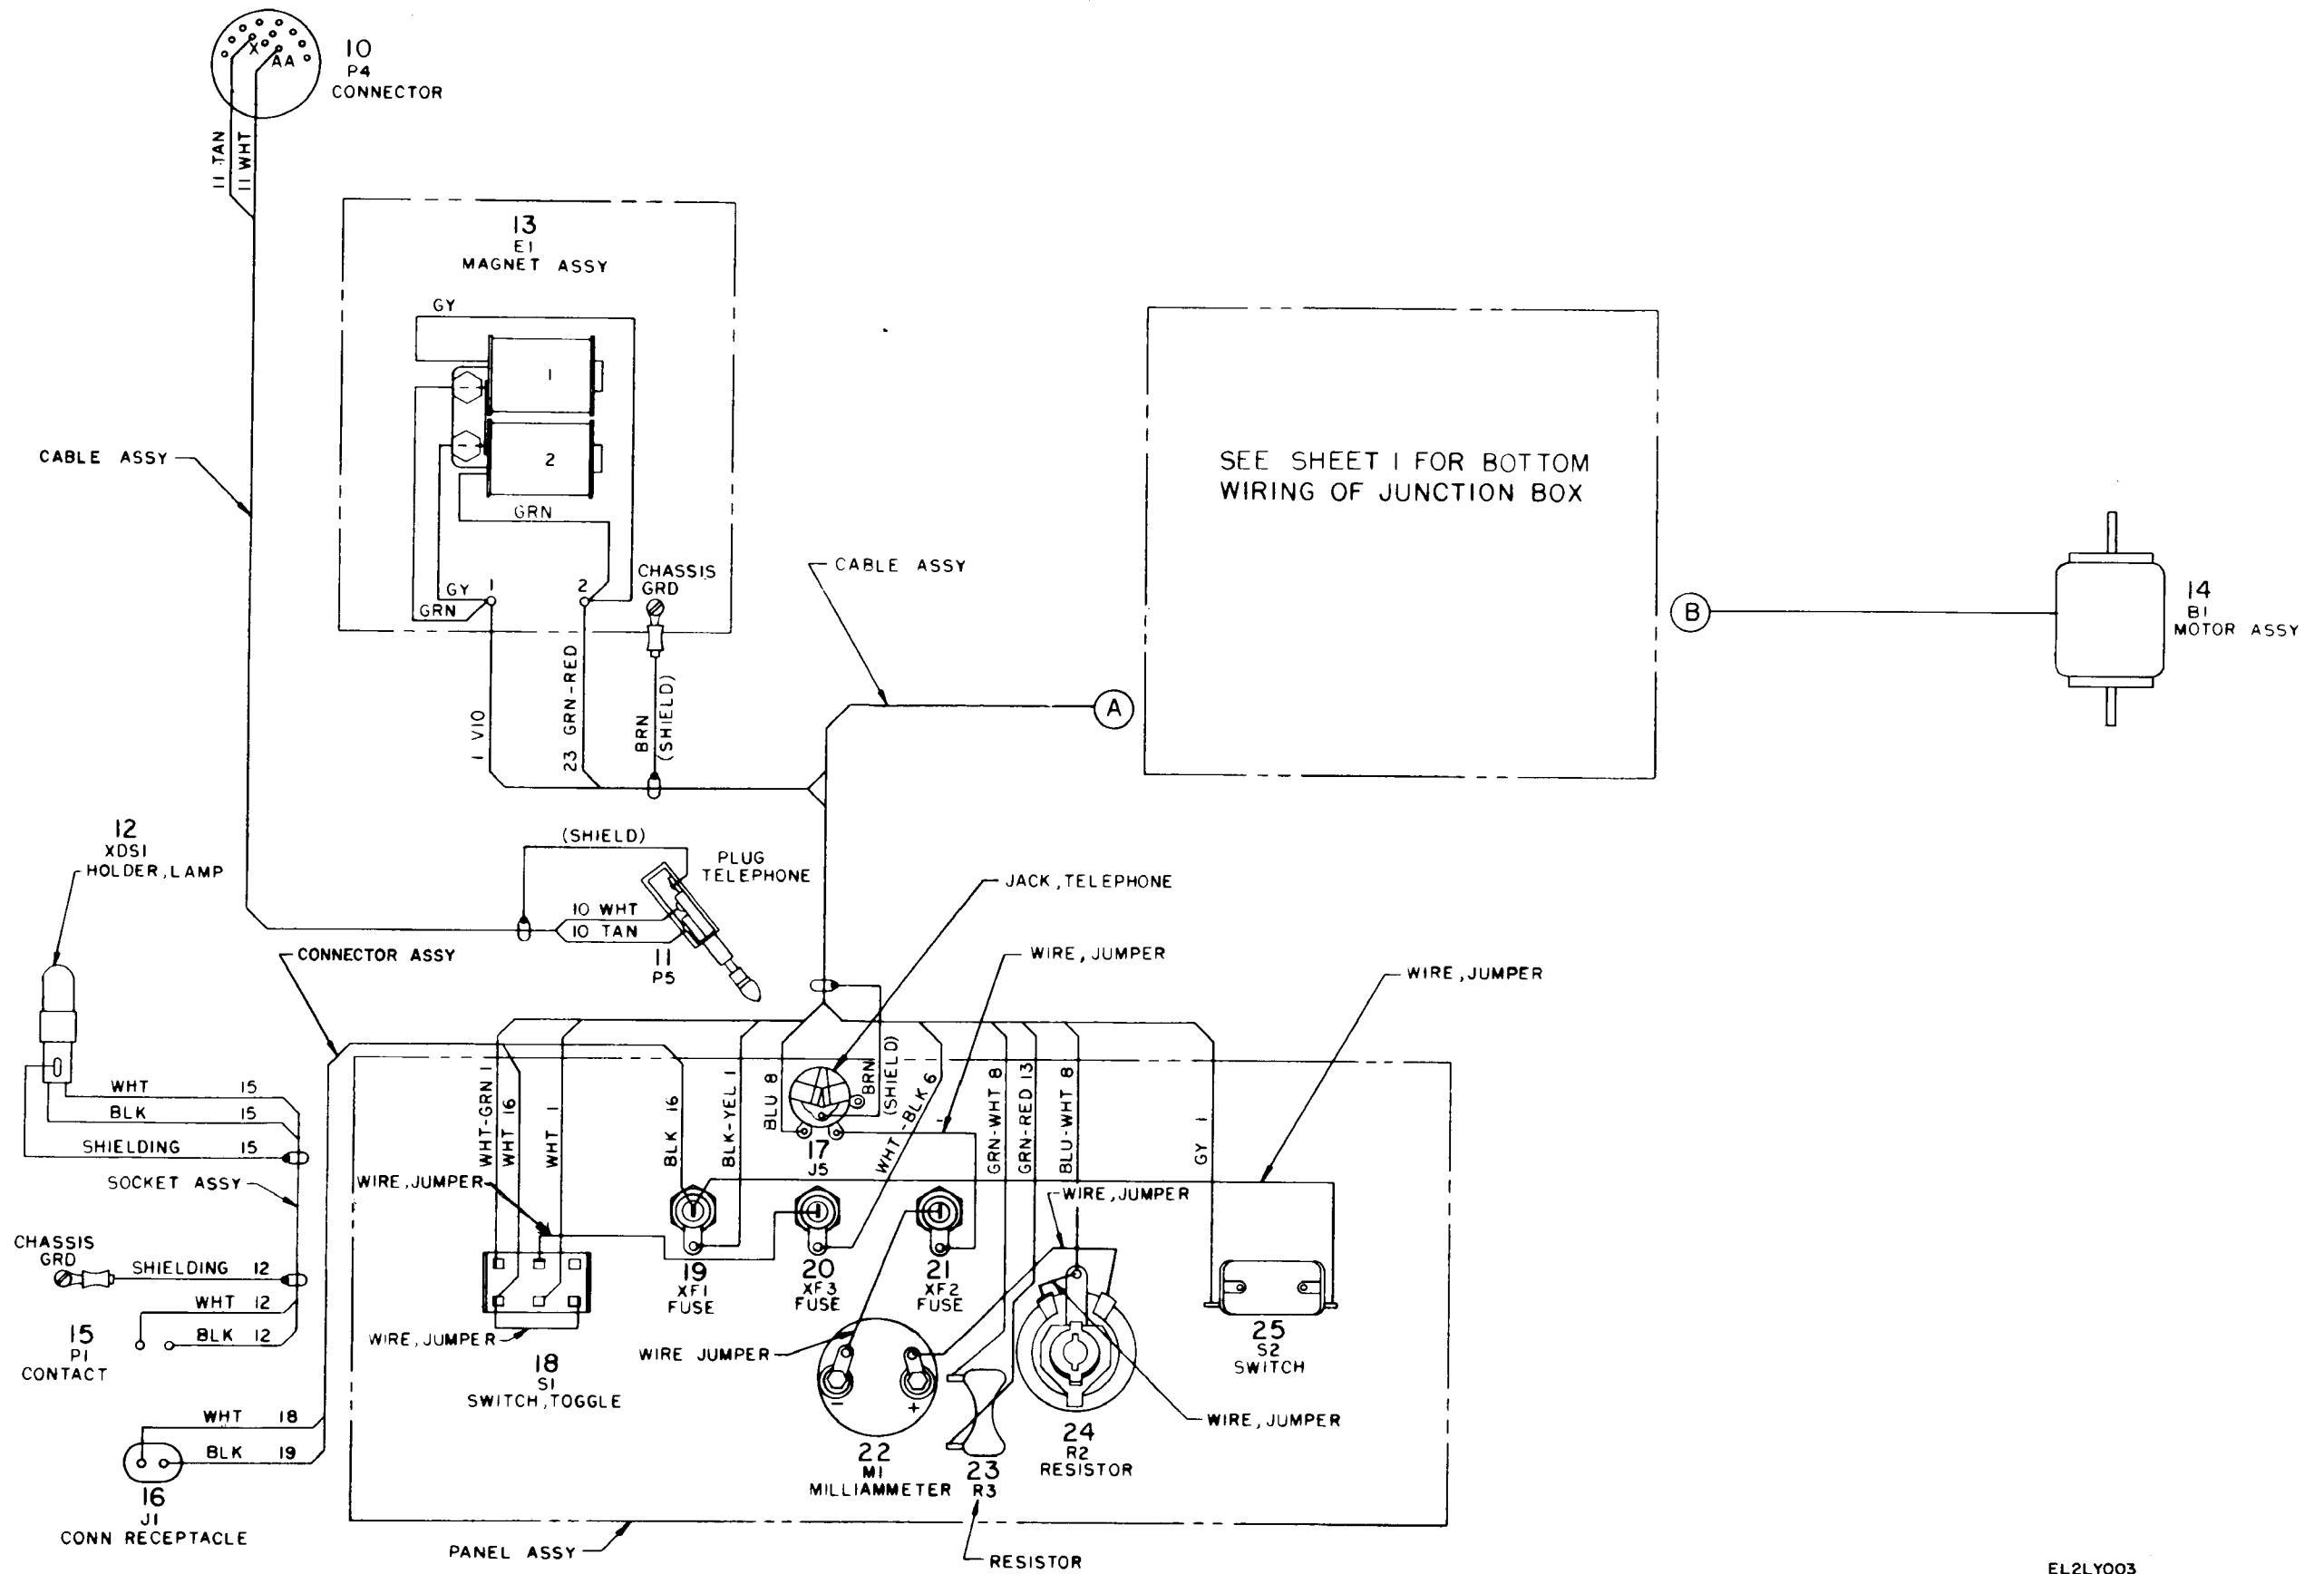 X
AA
10
P4
CONNECTOR
11 TAN
11 WHT
13
E1
MAGNET ASSY
GY
1
2
GRN
GY
GRN
1
2
CHASSIS
GRD
CABLE ASSY
1 VIO
23 GRN-RED
BRN
(SHIELD)
CABLE ASSY
A
SEE SHEET 1 FOR BOTTOM
WIRING OF JUNCTION BOX
B
14
B1
MOTOR ASSY
12
XDS1
HOLDER, LAMP
(SHIELD)
PLUG
TELEPHONE
10 WHT
10 TAN
11
P5
JACK, TELEPHONE
CONNECTOR ASSY
WIRE, JUMPER
WIRE, JUMPER
WHT 15
BLK 15
SHIELDING 15
SOCKET ASSY
CHASSIS
GRD
SHIELDING 12
WHT 12
BLK 12
15
P1
CONTACT
WHT 18
BLK 19
16
J1
CONN RECEPTACLE
WHT-GRN 1
WHT 16
WHT 1
BLK 16
BLK-YEL 1
BLU 8
BRN
(SHIELD)
WHT-BLK 6
GRN-WHT 8
GRN-RED 13
BLU-WHT 8
GY 1
17
J5
WIRE, JUMPER
WIRE, JUMPER
19
XF1
FUSE
20
XF3
FUSE
21
XF2
FUSE
WIRE, JUMPER
18
S1
SWITCH, TOGGLE
WIRE JUMPER
-
+
22
M1
MILLIAMMETER
23
R3
24
R2
RESISTOR
WIRE, JUMPER
25
S2
SWITCH
PANEL ASSY
RESISTOR
EL2LY003